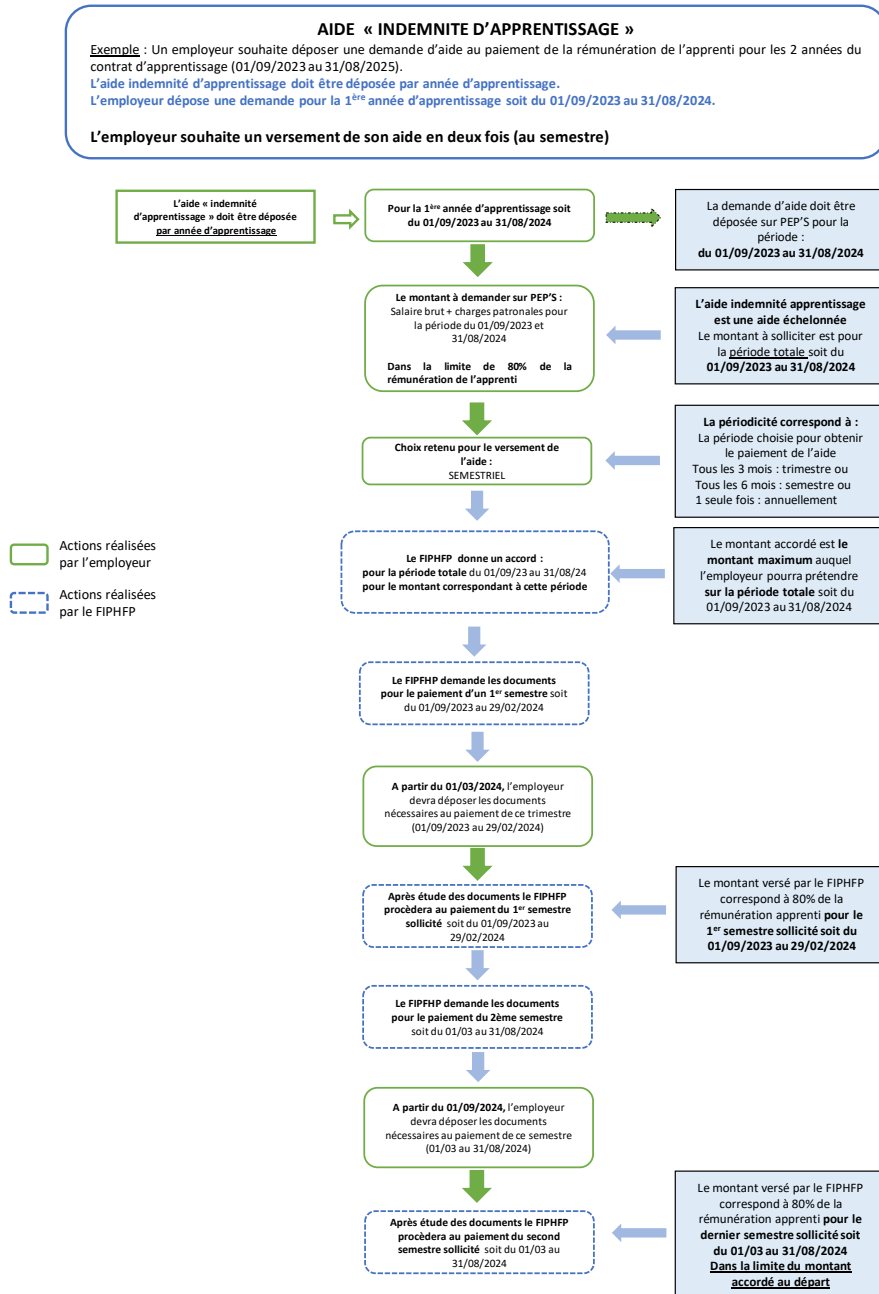 AIDE « INDEMNITE D’APPRENTISSAGE »
Exemple : Un employeur souhaite déposer une demande d’aide au paiement de la rémunération de l’apprenti pour les 2 années du
contrat d’apprentissage (01/09/2023 au 31/08/2025).
L’aide indemnité d’apprentissage doit être déposée par année d’apprentissage.
L’employeur dépose une demande pour la 1ère année d’apprentissage soit du 01/09/2023 au 31/08/2024.
L’employeur souhaite un versement de son aide en deux fois (au semestre)
L’aide « indemnité
d’apprentissage » doit être déposée
par année d’apprentissage
Pour la 1ère année d’apprentissage soit
du 01/09/2023 au 31/08/2024
La demande d’aide doit être
déposée sur PEP’S pour la
période :
du 01/09/2023 au 31/08/2024
Le montant à demander sur PEP’S :
Salaire brut + charges patronales pour
la période du 01/09/2023 et
31/08/2024
Dans la limite de 80% de la
rémunération de l’apprenti
L’aide indemnité apprentissage
est une aide échelonnée
Le montant à solliciter est pour
la période totale soit du
01/09/2023 au 31/08/2024
Choix retenu pour le versement de
l’aide :
SEMESTRIEL
La périodicité correspond à :
La période choisie pour obtenir
le paiement de l’aide
Tous les 3 mois : trimestre ou
Tous les 6 mois : semestre ou
1 seule fois : annuellement
Actions réalisées
par l’employeur
Actions réalisées
par le FIPHFP
Le FIPHFP donne un accord :
pour la période totale du 01/09/23 au 31/08/24
pour le montant correspondant à cette période
Le montant accordé est le
montant maximum auquel
l’employeur pourra prétendre
sur la période totale soit du
01/09/2023 au 31/08/2024
Le FIPFHP demande les documents
pour le paiement d’un 1er semestre soit
du 01/09/2023 au 29/02/2024
A partir du 01/03/2024, l’employeur
devra déposer les documents
nécessaires au paiement de ce trimestre
(01/09/2023 au 29/02/2024)
Après étude des documents le FIPHFP
procèdera au paiement du 1er semestre
sollicité soit du 01/09/2023 au
29/02/2024
Le montant versé par le FIPHFP
correspond à 80% de la
rémunération apprenti pour le
1er semestre sollicité soit du
01/09/2023 au 29/02/2024
Le FIPFHP demande les documents
pour le paiement du 2ème semestre
soit du 01/03 au 31/08/2024
A partir du 01/09/2024, l’employeur
devra déposer les documents
nécessaires au paiement de ce semestre
(01/03 au 31/08/2024)
Après étude des documents le FIPHFP
procèdera au paiement du second
semestre sollicité soit du 01/03 au
31/08/2024
Le montant versé par le FIPHFP
correspond à 80% de la
rémunération apprenti pour le
dernier semestre sollicité soit
du 01/03 au 31/08/2024
Dans la limite du montant
accordé au départ